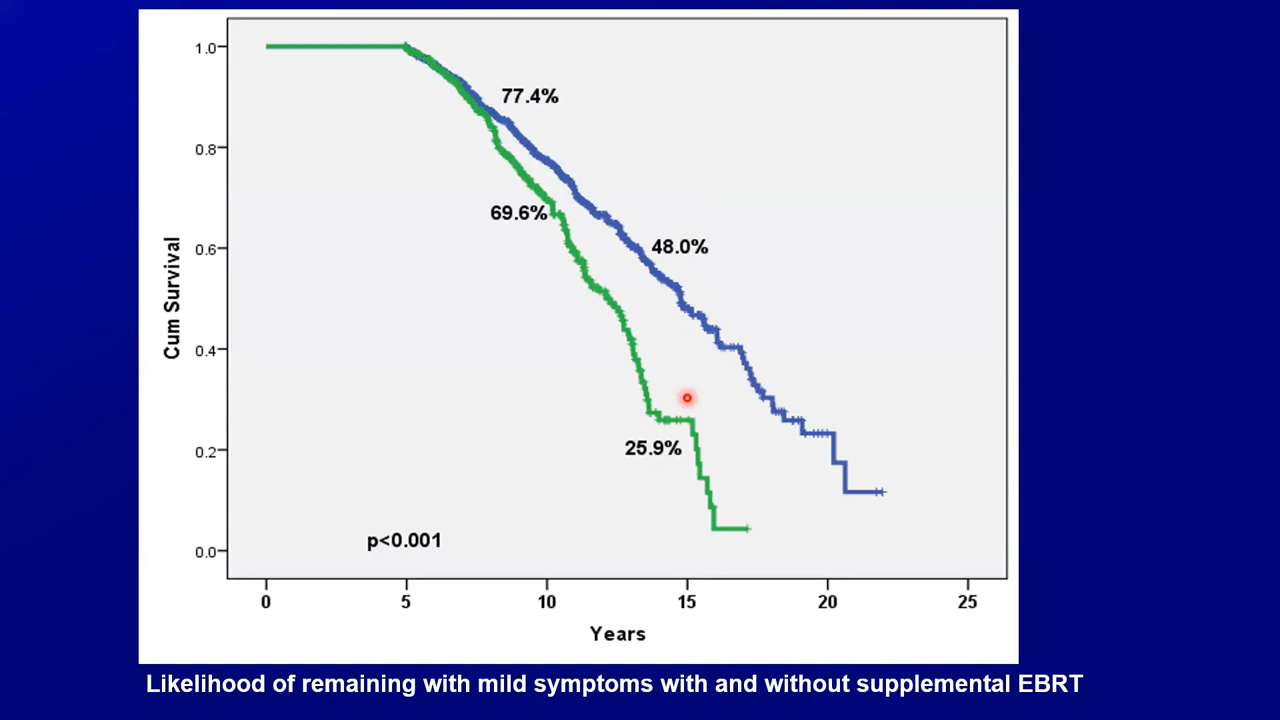 1.0
0.8
0.6
0.4
0.2
0.0
Cum Survival
77.4%
69.6%
48.0%
25.9%
p<0.001
0 5 10 15 20 25
Years
Likelihood of remaining with mild symptoms with and without supplemental EBRT